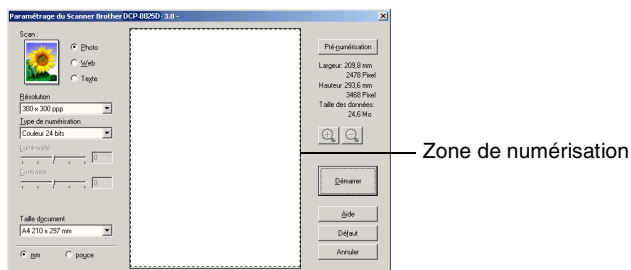 Paramétrage du Scanner Brother DCP-8025D- 3.0 -
Scan :
Photo
Web
Texte
Résolution
300 x 300 ppp
Type de numérisation
Couleur 24 bits
Luminosité
0
Contraste
0
Taille document
A4 210 x 297 mm
mm
pouce
Pré-numérisation
Largeur: 209,8 mm
2478 Pixel
Hauteur 293,6 mm
3468 Pixel
Taille des données:
24,6 Mo
Démarrer
Aide
Défaut
Annuler
Zone de numérisation